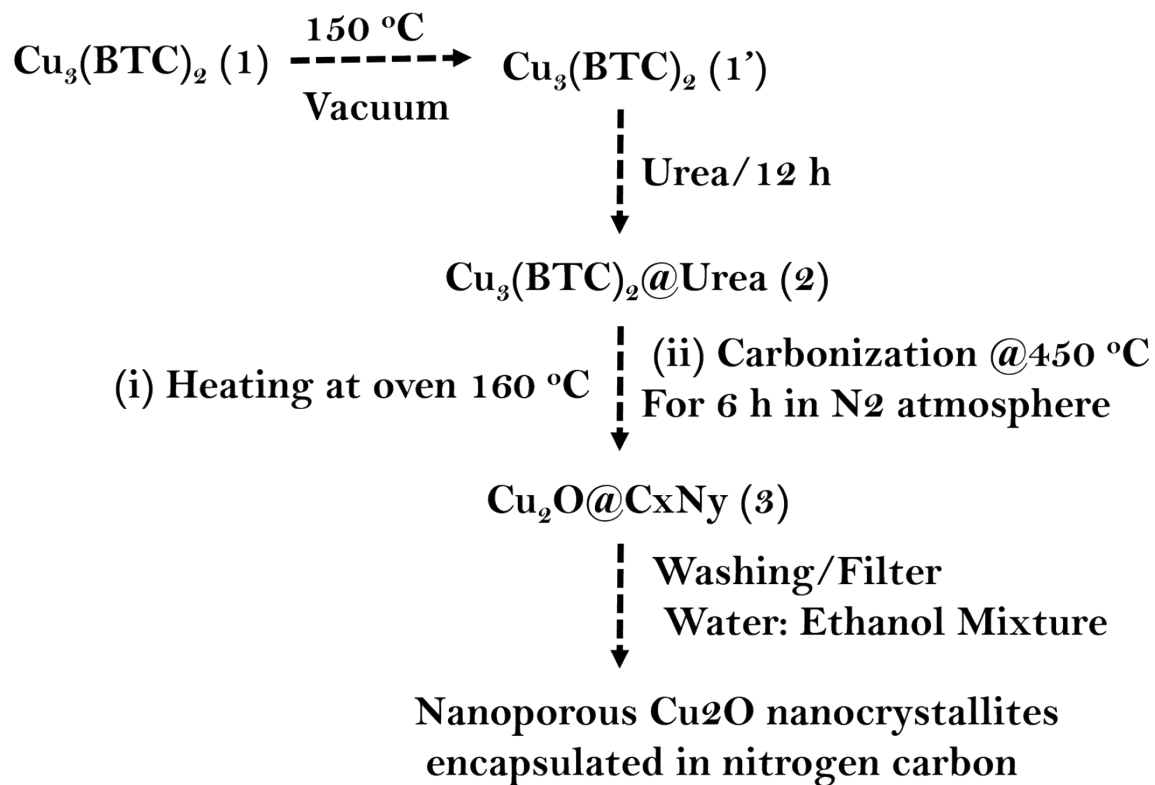 Cu₃(BTC)₂ (1)
150 ºC
Vacuum
Cu₃(BTC)₂ (1’)
Urea/12 h
Cu₃(BTC)₂@Urea (2)
(i) Heating at oven 160 ºC
(ii) Carbonization @450 ºC
For 6 h in N2 atmosphere
Cu₂O@CxNy (3)
Washing/Filter
Water: Ethanol Mixture
Nanoporous Cu2O nanocrystallites
encapsulated in nitrogen carbon